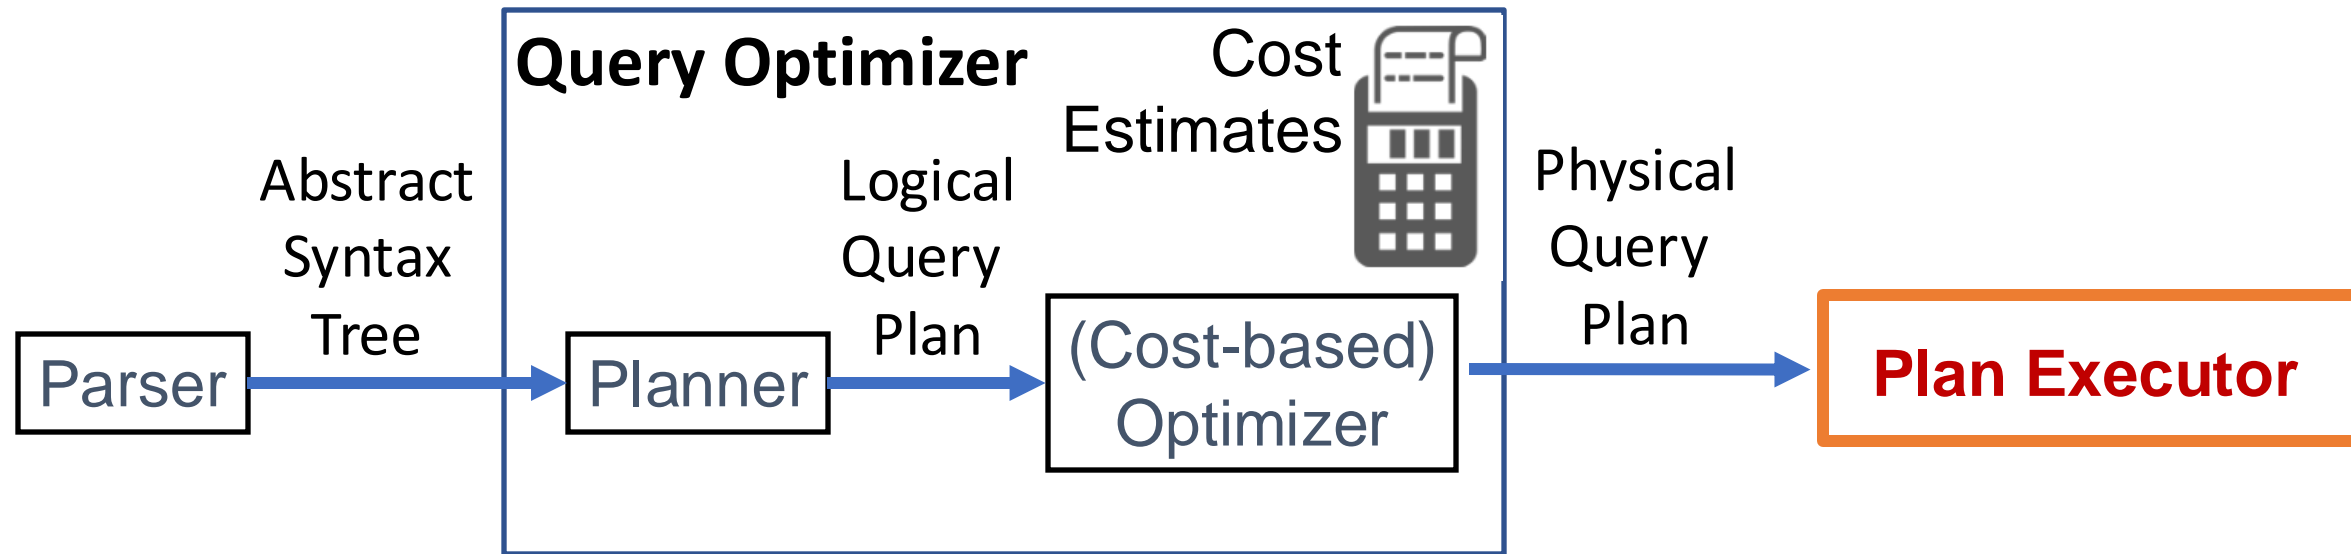 Query Optimizer
Cost
Estimates
Abstract
Syntax
Tree
Logical
Query
Plan
Physical
Query
Plan
Parser
Planner
(Cost-based)
Optimizer
Plan Executor